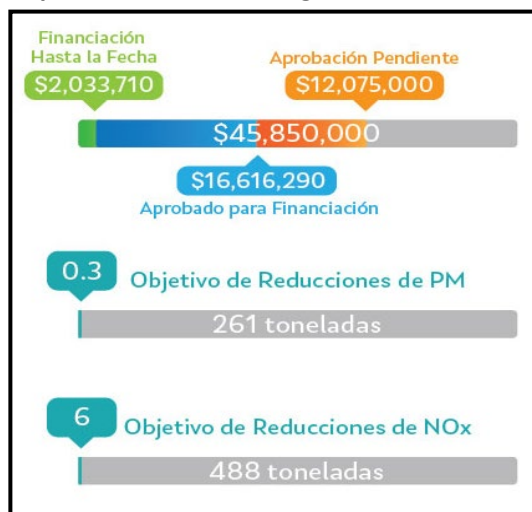 Financiación
Hasta la Fecha
$2,033,710
Aprobación Pendiente
$12,075,000
$45,850,000
$16,616,290
Aprobado para Financiación
0.3
Objetivo de Reducciones de PM
261 toneladas
6
Objetivo de Reducciones de NOx
488 toneladas